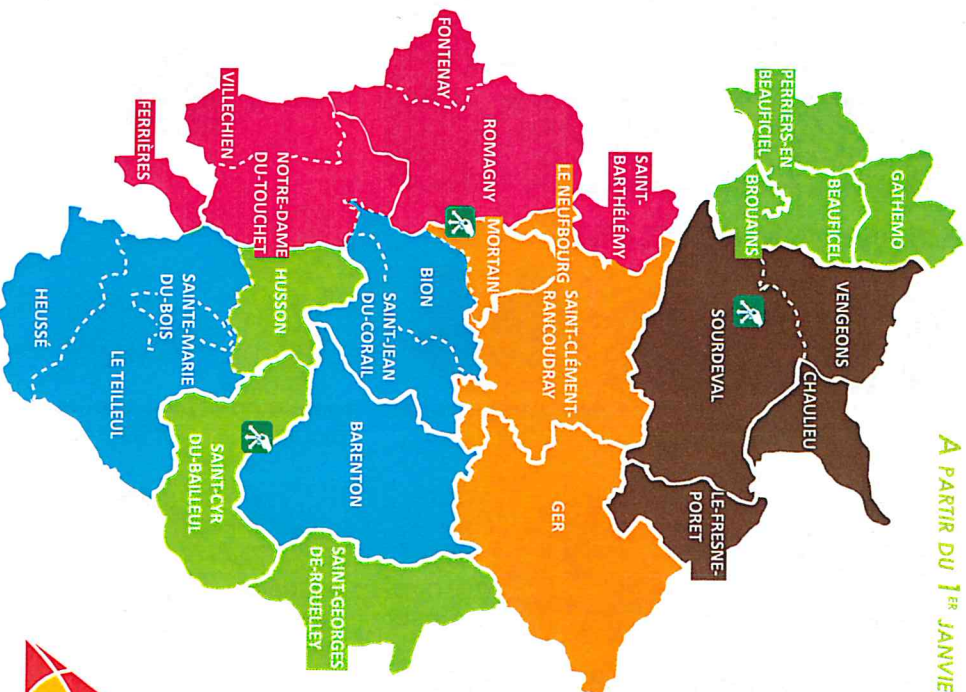 A PARTIR DU 1ER JANVIE
GATHEMO
VENGEONS
CHAULIEU
BEAUFICEL
PERRIERS-EN
BEAUFICEL
BROUAINS
SOURDEVAL
LE-FRESNE-
PORET
SAINT-
BARTHÉLÉMY
LE NEUFBOURG
SAINT-CLÉMENT-
RANCOUDRAY
GER
MORTAIN
ROMAGNY
FONTENAY
BION
SAINT-JEAN
DU-CORAIL
BARENTON
SAINT-GEORGES
DE-ROUELLEY
NOTRE-DAME
DU-TOUCHET
VILLECHIEN
HUSSON
SAINT-CYR
DU-BAILLEUL
FERRIÈRES
SAINTE-MARIE
DU-BOIS
LE TEILLEUL
HEUSSÉ